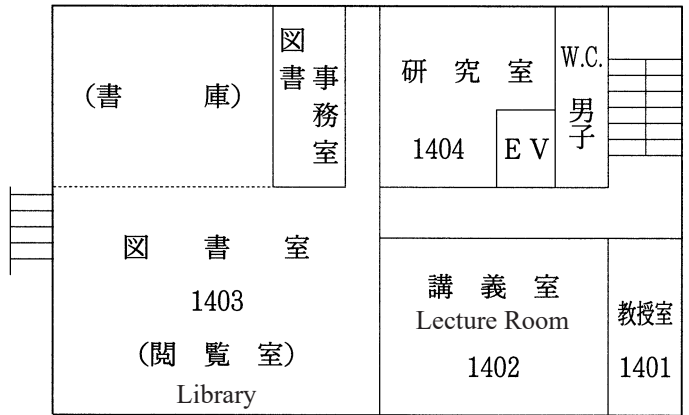 (書 庫)
図書
事務室
研 究 室
1404
E V
W.C.
男子
図 書 室
1403
(閲 覧 室)
Library
講 義 室
Lecture Room
1402
教授室
1401